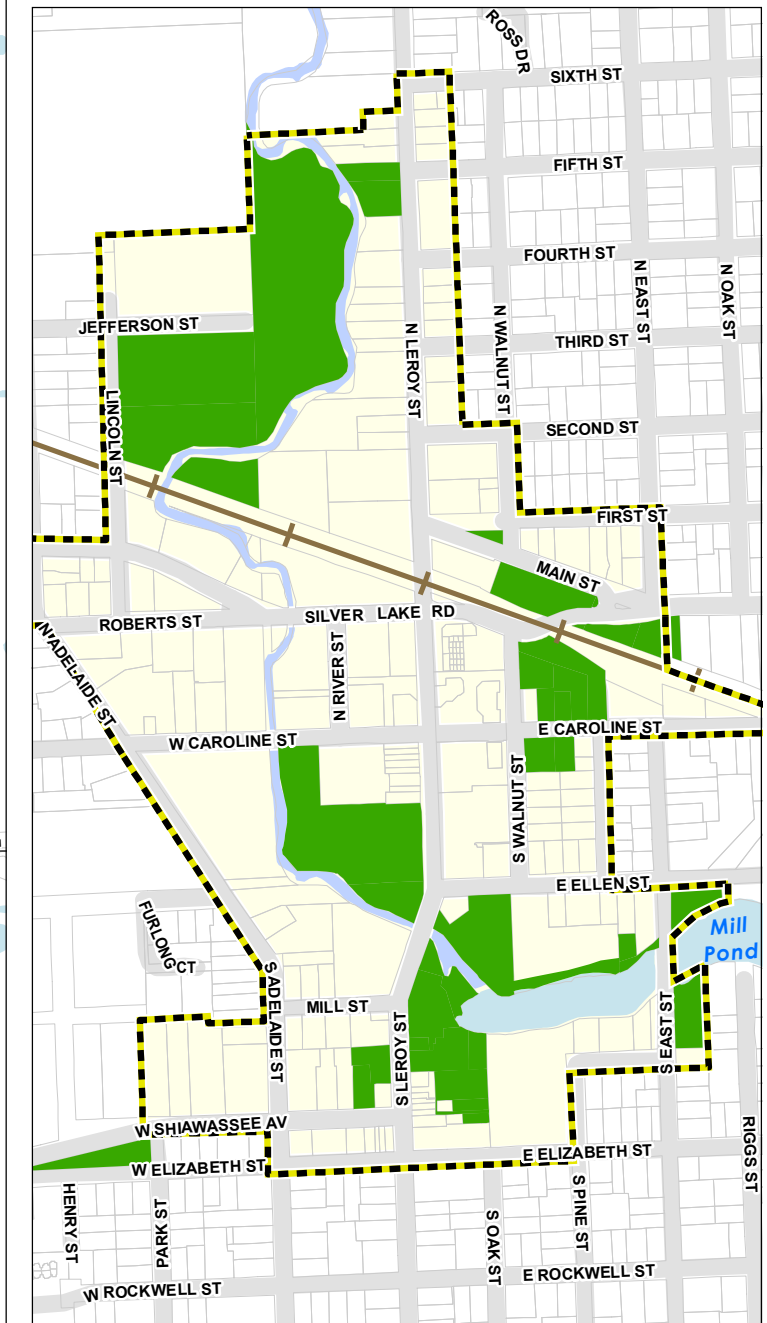 ROSS DR
SIXTH ST
FIFTH ST
FOURTH ST
N EAST ST
N OAK ST
JEFFERSON ST
N LEROY ST
N WALNUT ST
THIRD ST
LINCOLN ST
SECOND ST
FIRST ST
MAIN ST
ROBERTS ST
SILVER LAKE RD
N ADELAIDE ST
N RIVER ST
W CAROLINE ST
E CAROLINE ST
S WALNUT ST
E ELLEN ST
FURLONG CT
Mill
Pond
S ADELAIDE ST
MILL ST
S LEROY ST
S EAST ST
W SHIAWASSEE AV
W ELIZABETH ST
E ELIZABETH ST
RIGGS ST
HENRY ST
PARK ST
S OAK ST
S PINE ST
W ROCKWELL ST
E ROCKWELL ST